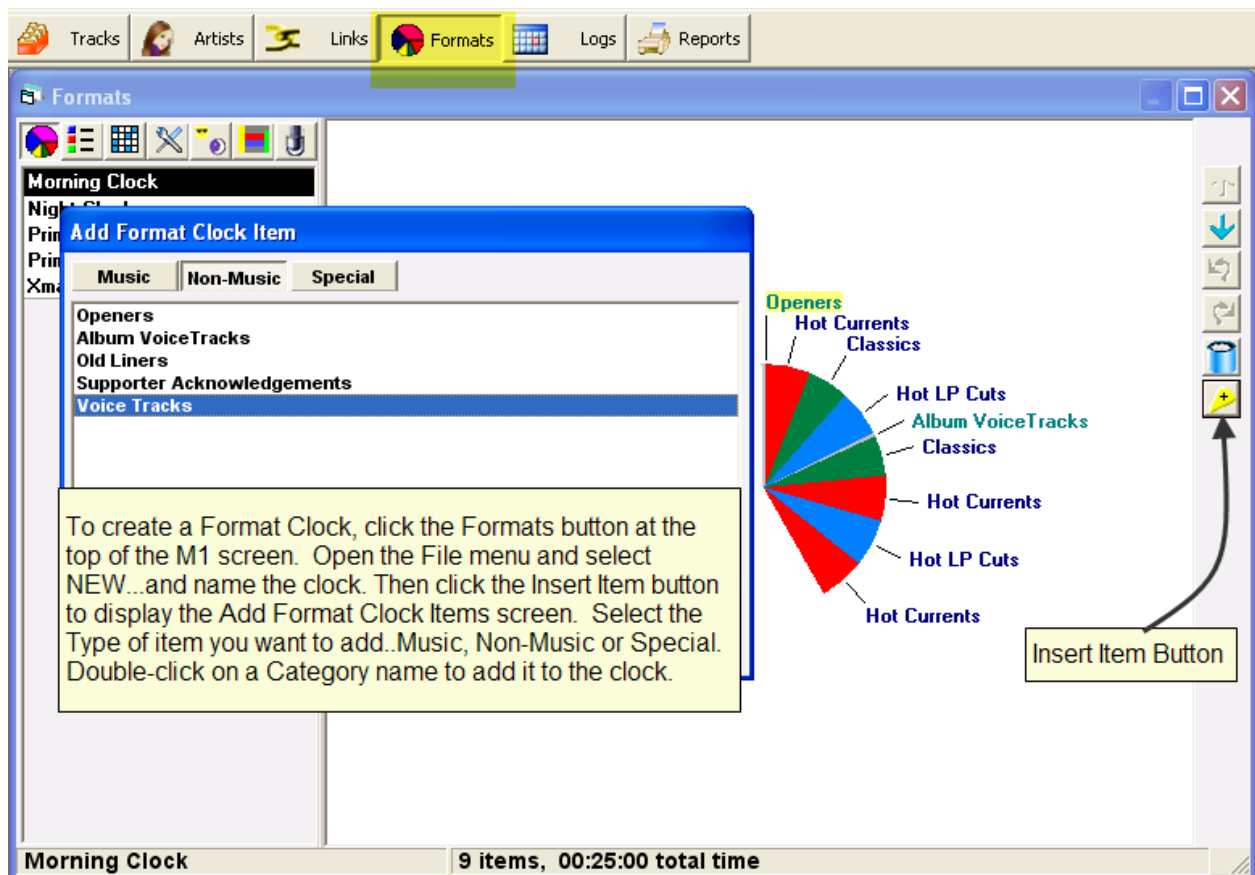 Tracks Artists Links Formats Logs Reports
Formats
Morning Clock
Prin
Prin
Add Format Clock Item
Music Non-Music Special
Openers
Album VoiceTracks
Old Liners
Supporter Acknowledgements
Voice Tracks
To create a Format Clock, click the Formats button at the
top of the M1 screen. Open the File menu and select
NEW...and name the clock. Then click the Insert Item button
to display the Add Format Clock Items screen. Select the
Type of item you want to add..Music, Non-Music or Special.
Double-click on a Category name to add it to the clock.
Openers
Hot Currents
Classics
Hot LP Cuts
Album VoiceTracks
Classics
Hot Currents
Hot LP Cuts
Hot Currents
Insert Item Button
Morning Clock 9 items, 00:25:00 total time